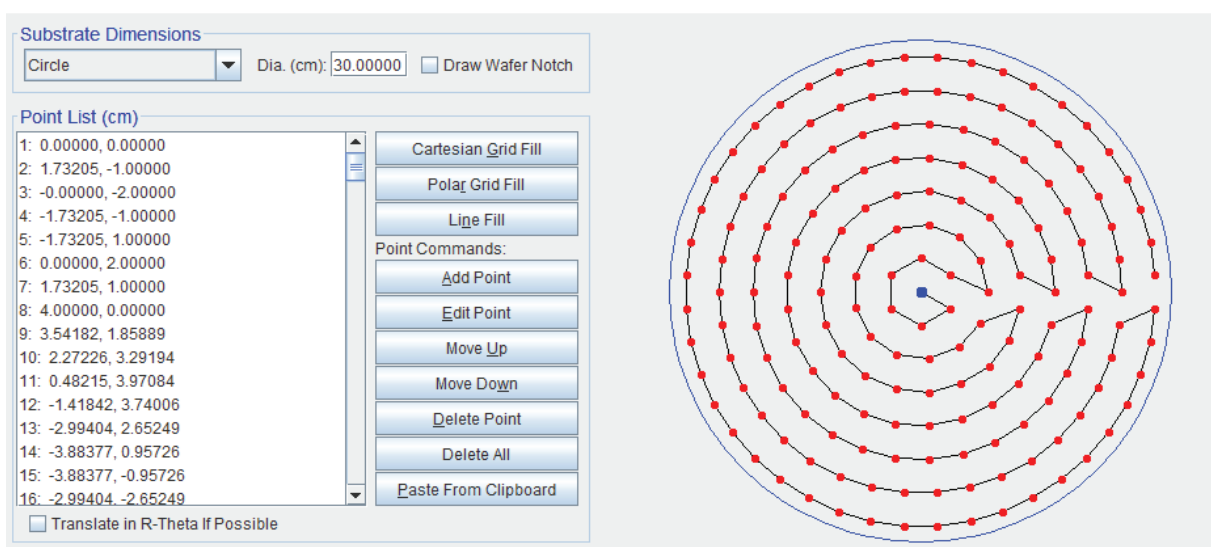 Substrate Dimensions
Circle
Dia. (cm): 30.00000
Draw Wafer Notch
Point List (cm)
1: 0.00000, 0.00000
2: 1.73205, -1.00000
3: -0.00000, -2.00000
4: -1.73205, -1.00000
5: -1.73205, 1.00000
6: 0.00000, 2.00000
7: 1.73205, 1.00000
8: 4.00000, 0.00000
9: 3.54182, 1.85889
10: 2.27226, 3.29194
11: 0.48215, 3.97084
12: -1.41842, 3.74006
13: -2.99404, 2.65249
14: -3.88377, 0.95726
15: -3.88377, -0.95726
16: -2.99404, -2.65249
Cartesian Grid Fill
Polar Grid Fill
Line Fill
Point Commands:
Add Point
Edit Point
Move Up
Move Down
Delete Point
Delete All
Paste From Clipboard
Translate in R-Theta If Possible